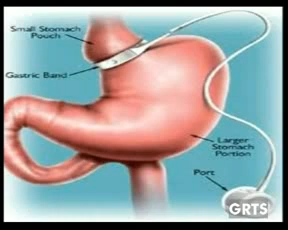 Small Stomach
Pouch
Gastric Band
Larger
Stomach
Portion
Port
GRTS